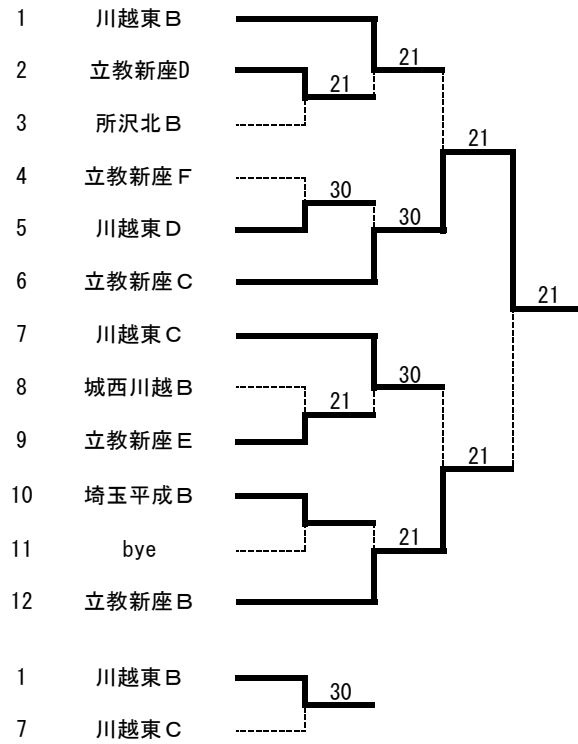 1 川越東Ｂ
21
2 立教新座D
21
3 所沢北Ｂ
21
4 立教新座Ｆ
30
5 川越東Ｄ
30
6 立教新座Ｃ
21
7 川越東Ｃ
30
8 城西川越Ｂ
21
9 立教新座Ｅ
21
10 埼玉平成Ｂ
21
11 bye
12 立教新座Ｂ
1 川越東Ｂ
30
7 川越東Ｃ